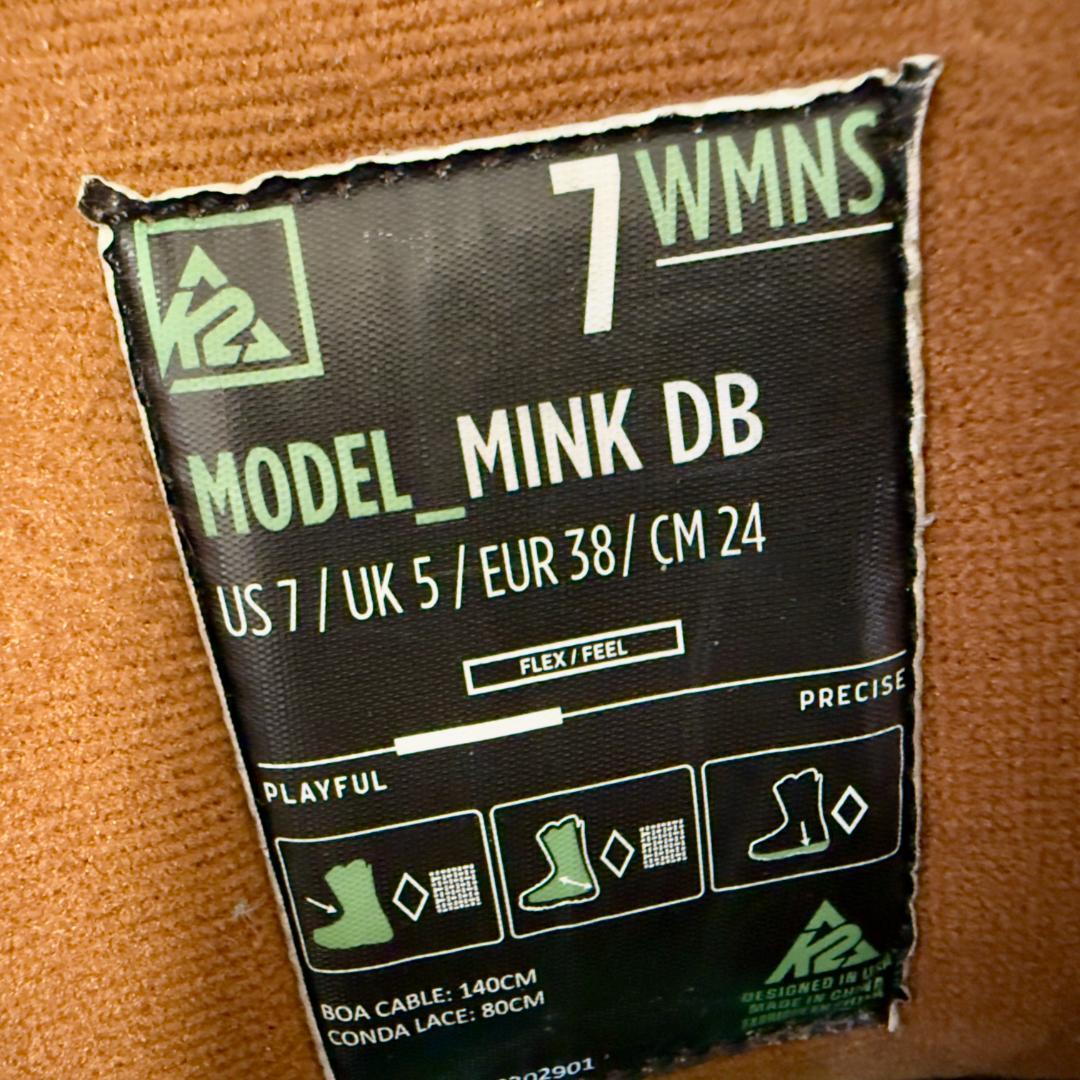 7 WMNS
K2
MODEL_MINK DB
US 7 / UK 5 / EUR 38 / CM 24
FLEX / FEEL
PRECISE
PLAYFUL
BOA CABLE: 140CM
CONDA LACE: 80CM
K2
DESIGNED IN USA
MADE IN CHINA